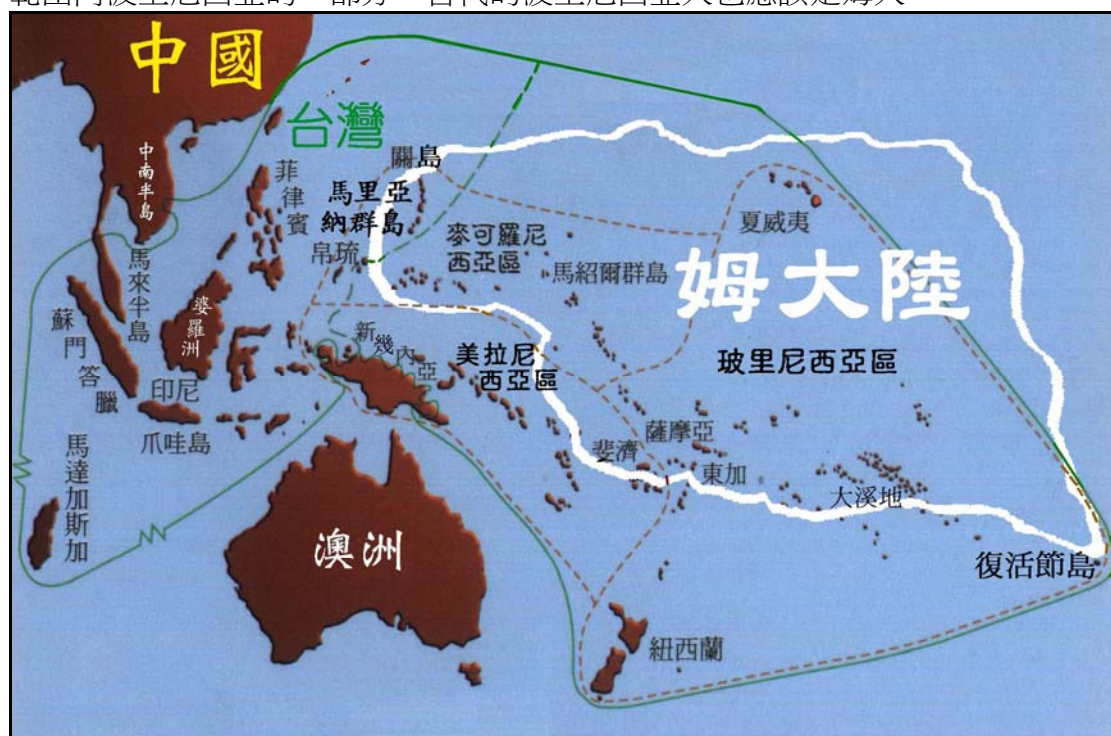 中國
台灣
中南半島
菲律賓
關島
馬里亞
納群島
帛琉
麥可羅尼
西亞區
馬紹爾群島
夏威夷
姆大陸
馬來半島
婆羅洲
蘇門答臘
印尼
爪哇島
新幾內亞
美拉尼
西亞區
玻里尼西亞區
馬達加斯加
斐濟
薩摩亞
東加
大溪地
澳洲
復活節島
紐西蘭